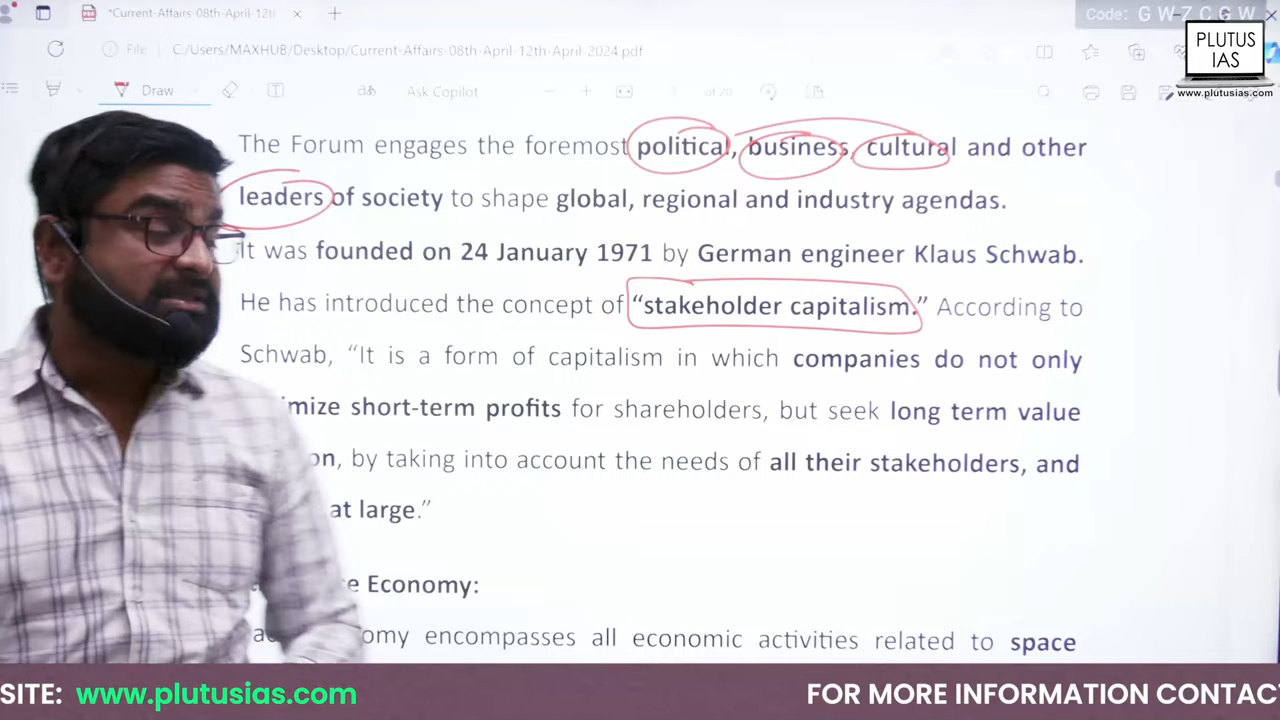 *Current-Affairs-08th-April-12th
Code: G W Z C G W
File C:/Users/MAXHUB/Desktop/Current-Affairs-08th-April-12th-April-2024.pdf
PLUTUS
IAS
www.plutusias.com
Draw
Ask Copilot
of 20
The Forum engages the foremost political, business, cultural and other
leaders of society to shape global, regional and industry agendas.
It was founded on 24 January 1971 by German engineer Klaus Schwab.
He has introduced the concept of “stakeholder capitalism.” According to
Schwab, “It is a form of capitalism in which companies do not only
mize short-term profits for shareholders, but seek long term value
on, by taking into account the needs of all their stakeholders, and
at large.”
e Economy:
omy encompasses all economic activities related to space
SITE: www.plutusias.com
FOR MORE INFORMATION CONTACT